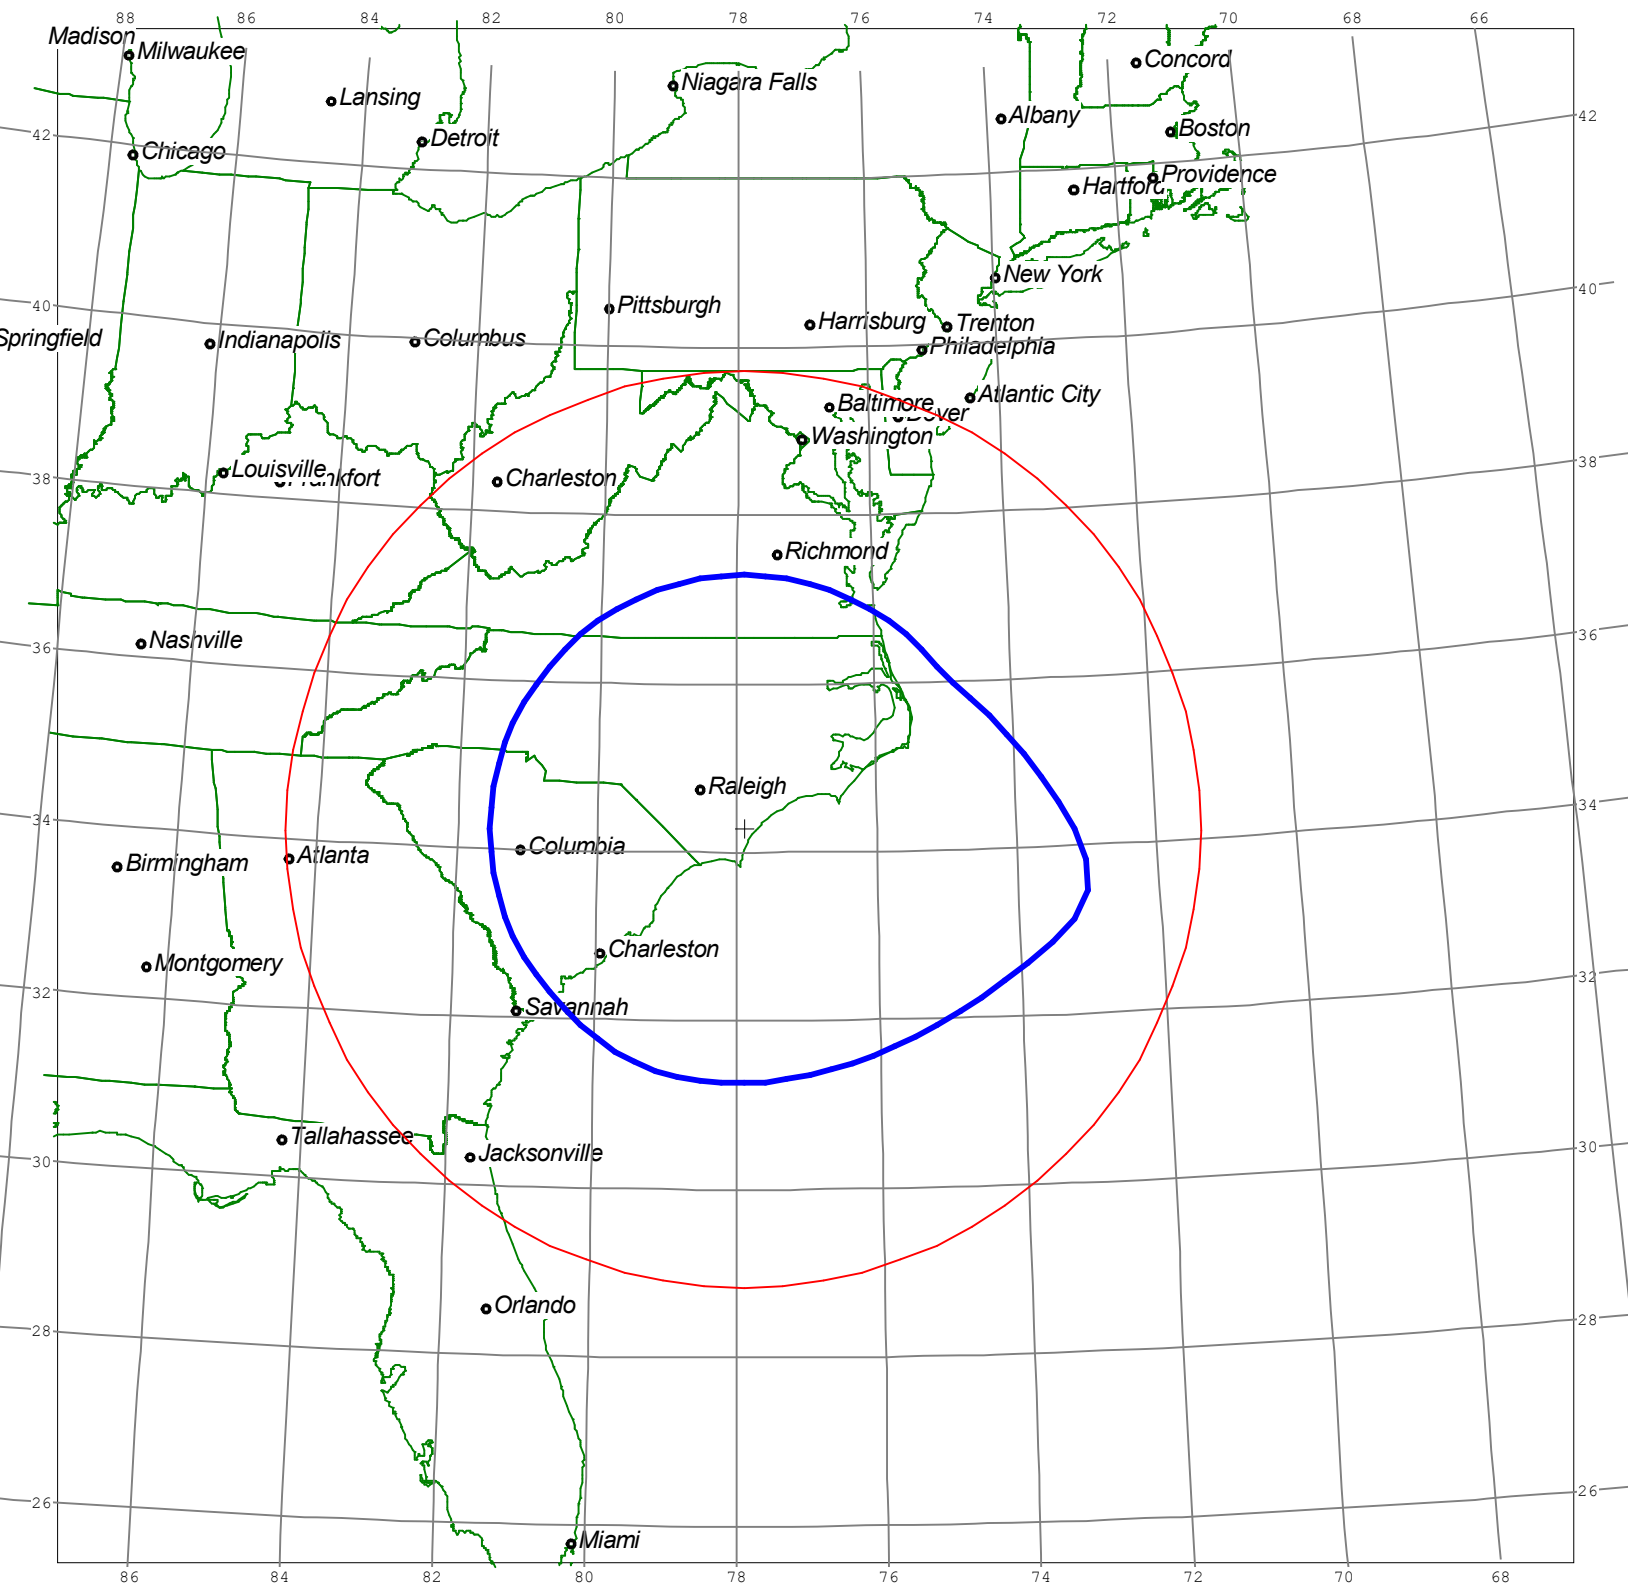 88 86 84 82 80 78 76 74 72 70 68 66
Madison
Milwaukee
Concord
Niagara Falls
Lansing
Albany
42 42
Boston
Detroit
Chicago
Providence
Hartford
New York
40 40
Pittsburgh
Harrisburg
Trenton
Springfield
Indianapolis
Columbus
Philadelphia
Atlantic City
Baltimore
Dover
Washington
38 38
Louisville
Frankfort
Charleston
Richmond
36 36
Nashville
Raleigh
34 34
Columbia
Atlanta
Birmingham
Charleston
Montgomery
32 32
Savannah
30 30
Tallahassee
Jacksonville
Orlando
28 28
26 26
Miami
86 84 82 80 78 76 74 72 70 68